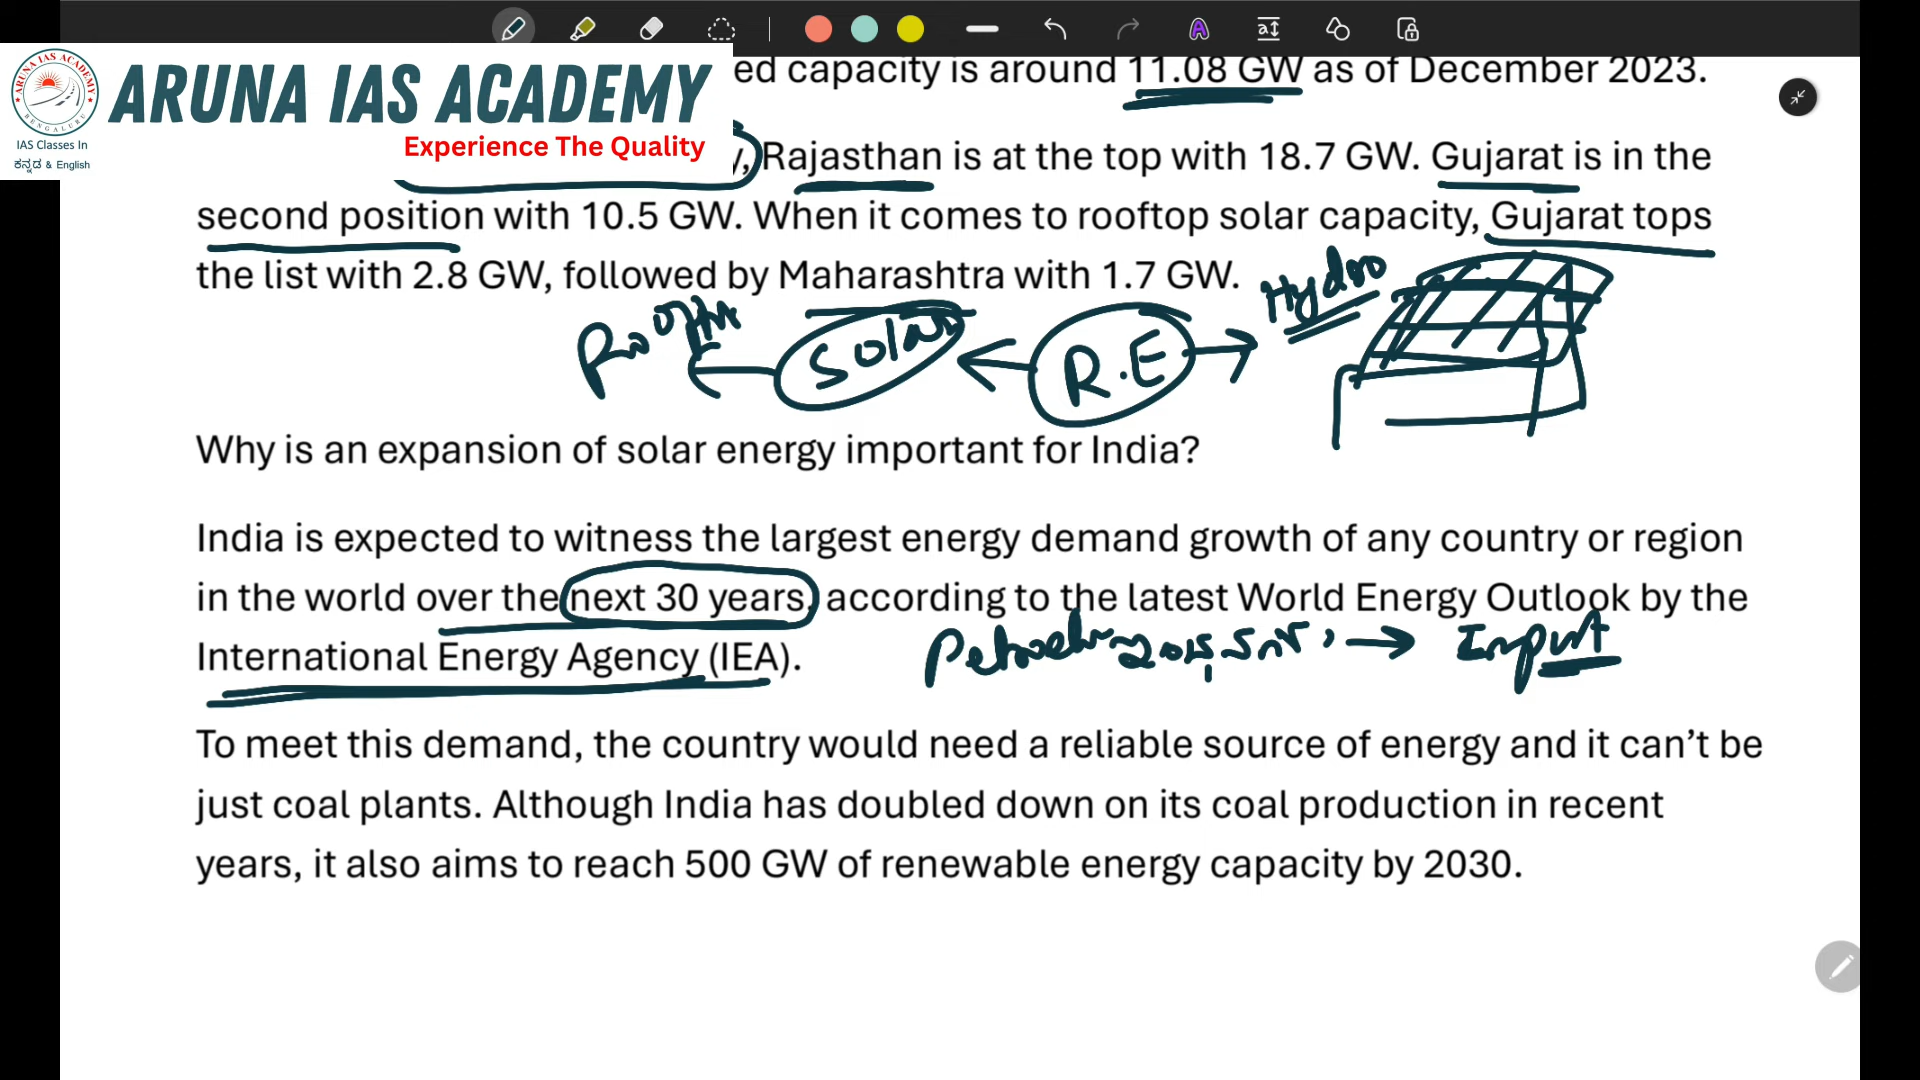 ARUNA IAS ACADEMY
Experience The Quality
ARUNA IAS ACADEMY
BENGALURU
IAS Classes In
ಕನ್ನಡ & English
ed capacity is around 11.08 GW as of December 2023.
y, Rajasthan is at the top with 18.7 GW. Gujarat is in the
second position with 10.5 GW. When it comes to rooftop solar capacity, Gujarat tops
the list with 2.8 GW, followed by Maharashtra with 1.7 GW.
Solar
R.E
Hydro
Why is an expansion of solar energy important for India?
India is expected to witness the largest energy demand growth of any country or region
in the world over the next 30 years, according to the latest World Energy Outlook by the
International Energy Agency (IEA).
Input
To meet this demand, the country would need a reliable source of energy and it can’t be
just coal plants. Although India has doubled down on its coal production in recent
years, it also aims to reach 500 GW of renewable energy capacity by 2030.